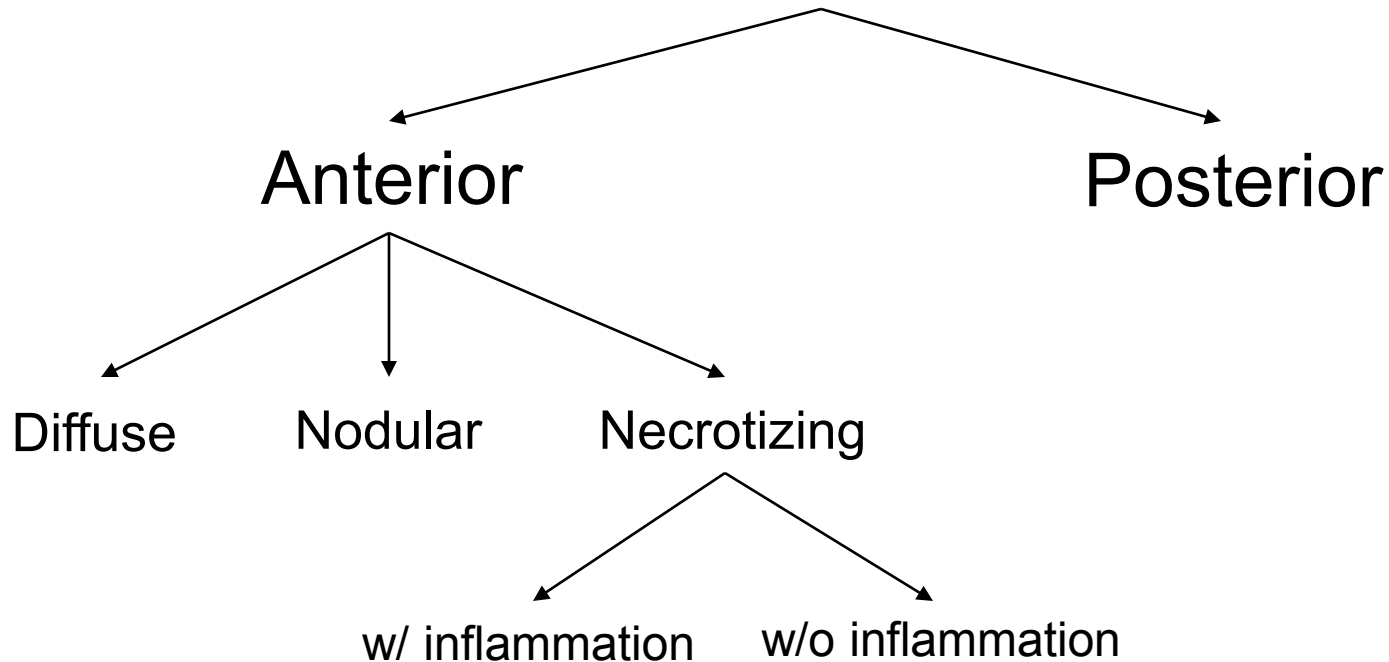 Anterior
Posterior
Diffuse
Nodular
Necrotizing
w/ inflammation
w/o inflammation